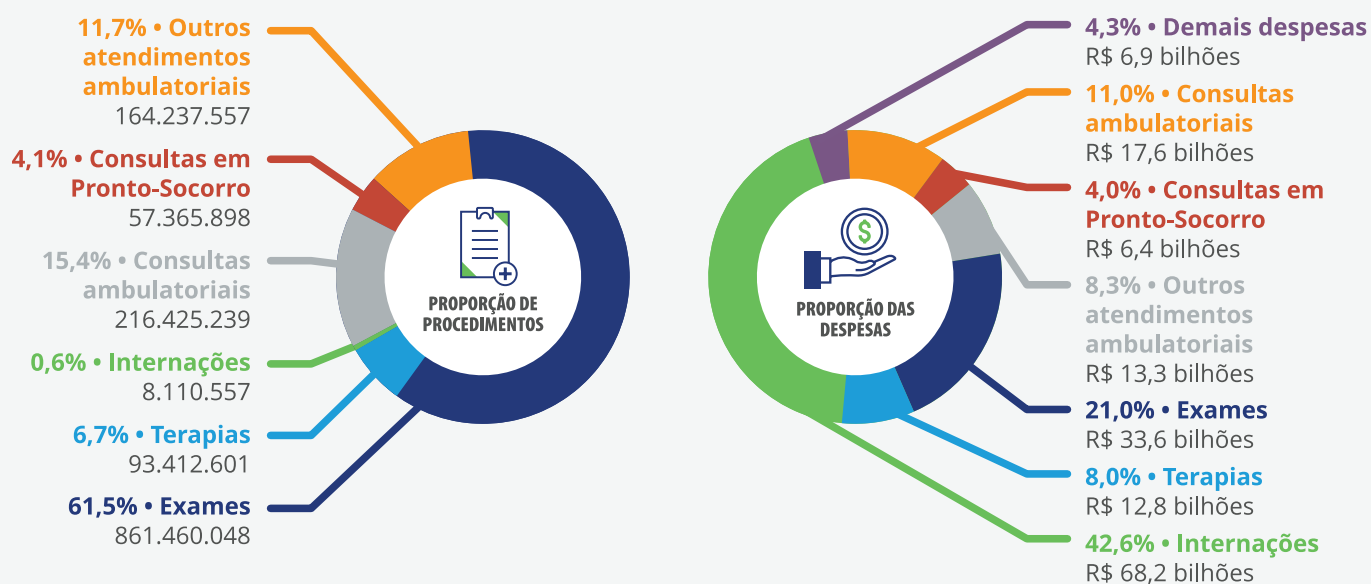 11,7% • Outros
atendimentos
ambulatoriais
164.237.557
4,1% • Consultas em
Pronto-Socorro
57.365.898
15,4% • Consultas
ambulatoriais
216.425.239
0,6% • Internações
8.110.557
6,7% • Terapias
93.412.601
61,5% • Exames
861.460.048
PROPORÇÃO DE
PROCEDIMENTOS
$
PROPORÇÃO DAS
DESPESAS
4,3% • Demais despesas
R$ 6,9 bilhões
11,0% • Consultas
ambulatoriais
R$ 17,6 bilhões
4,0% • Consultas em
Pronto-Socorro
R$ 6,4 bilhões
8,3% • Outros
atendimentos
ambulatoriais
R$ 13,3 bilhões
21,0% • Exames
R$ 33,6 bilhões
8,0% • Terapias
R$ 12,8 bilhões
42,6% • Internações
R$ 68,2 bilhões